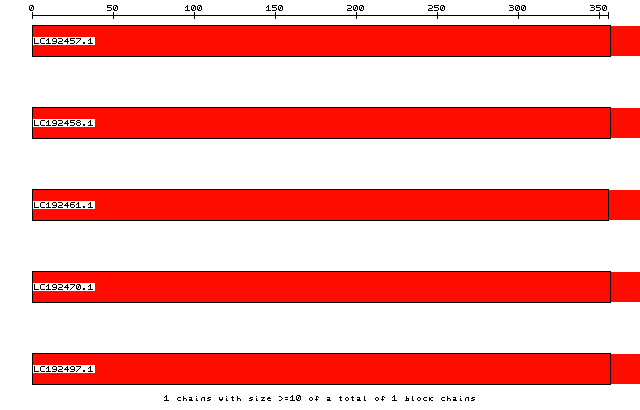 0 50 100 150 200 250 300 350
LC192457.1
LC192458.1
LC192461.1
LC192470.1
LC192497.1
1 chains with size >=10 of a total of 1 block chains